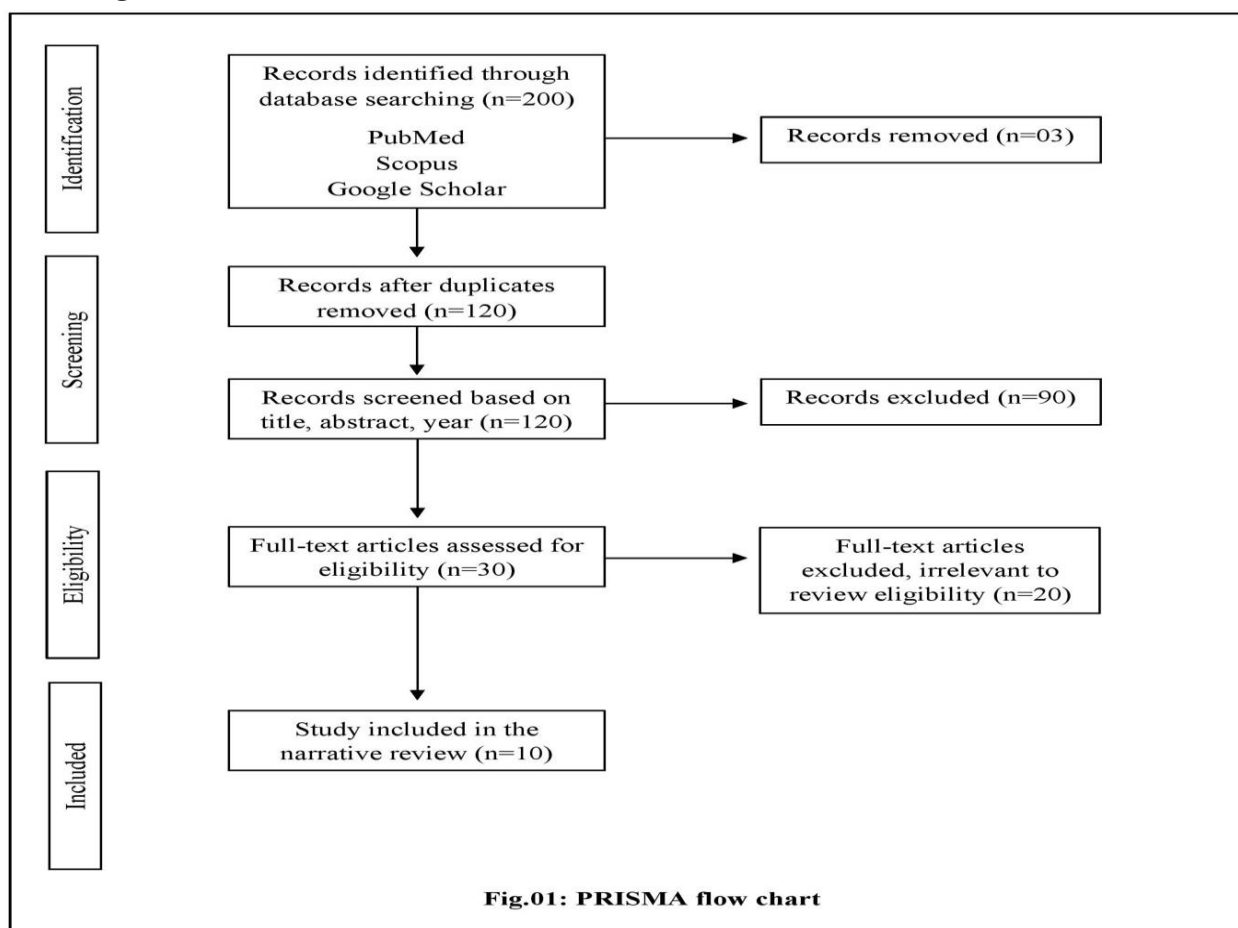 Identification
Records identified through
database searching (n=200)
PubMed
Scopus
Google Scholar
Records removed (n=03)
Screening
Records after duplicates
removed (n=120)
Records screened based on
title, abstract, year (n=120)
Records excluded (n=90)
Eligibility
Full-text articles assessed for
eligibility (n=30)
Full-text articles
excluded, irrelevant to
review eligibility (n=20)
Included
Study included in the
narrative review (n=10)
Fig.01: PRISMA flow chart